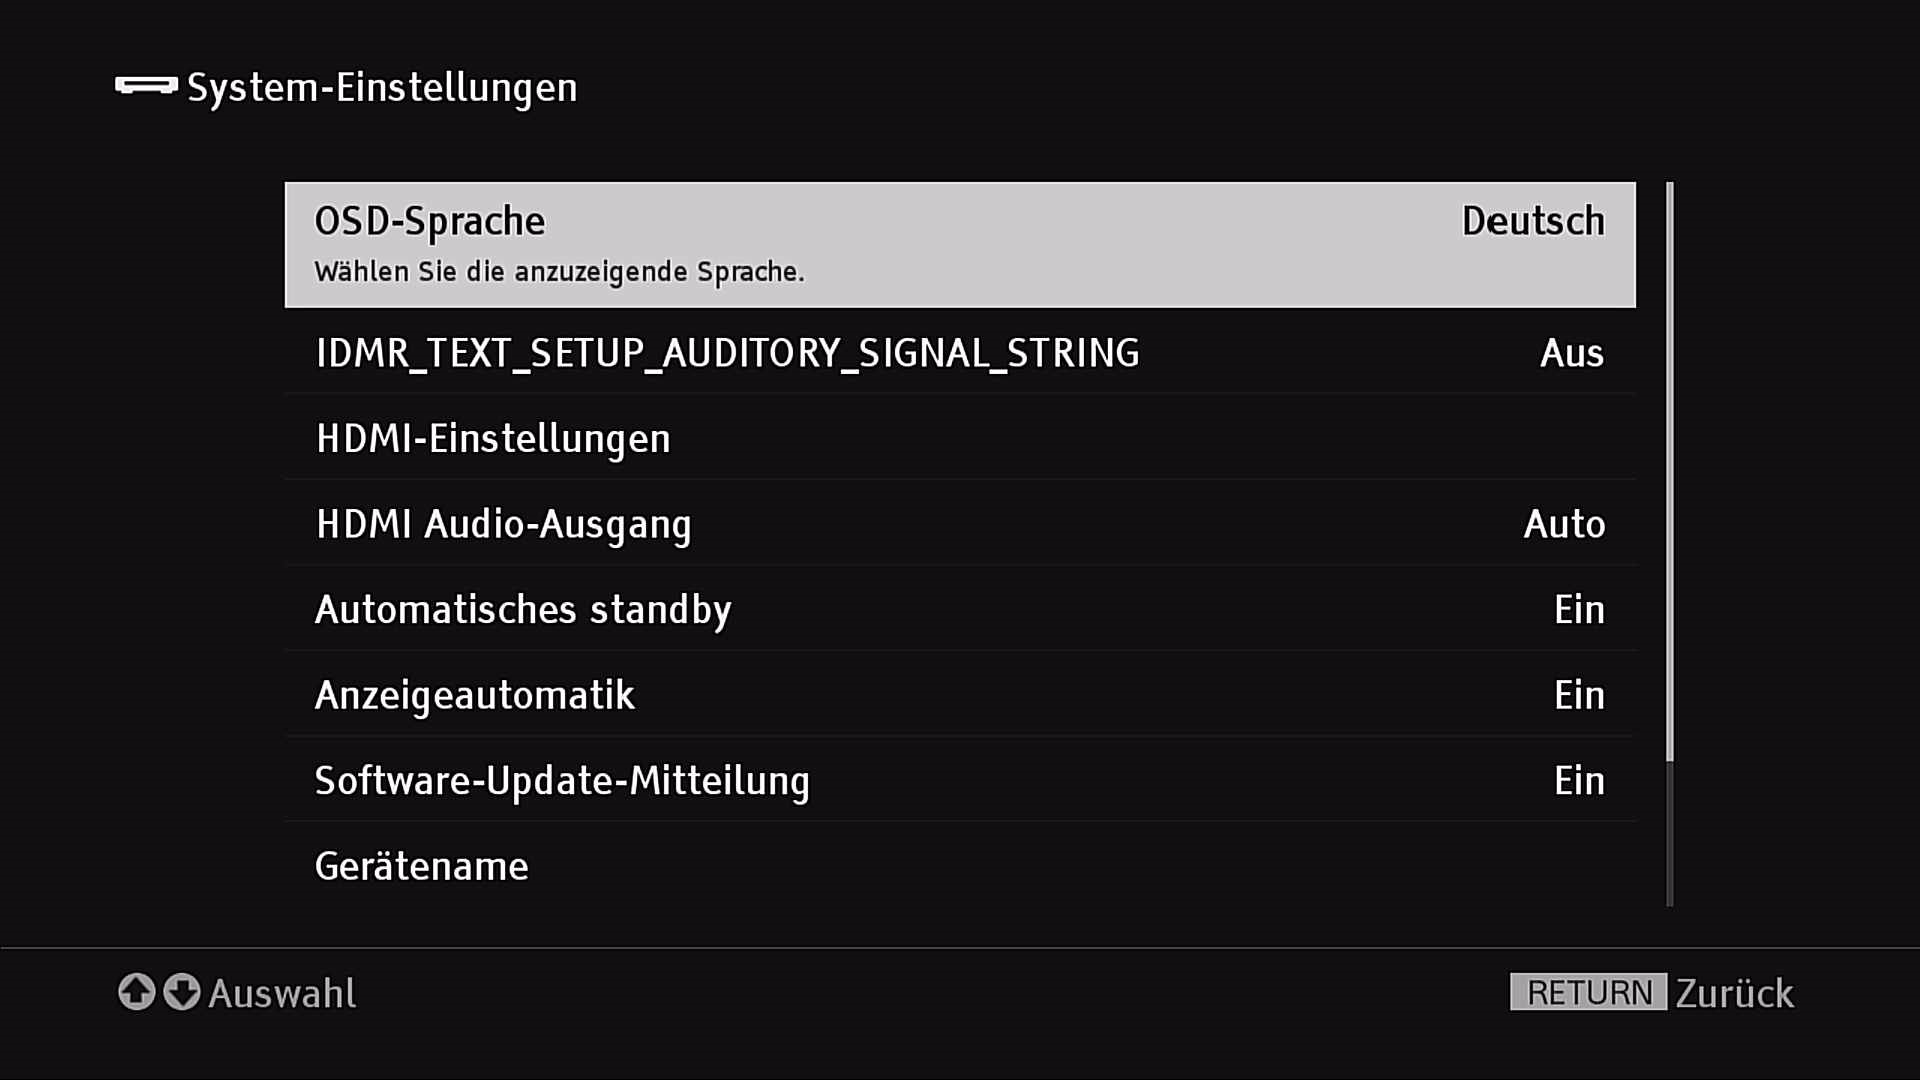 System-Einstellungen
OSD-Sprache Deutsch
Wählen Sie die anzuzeigende Sprache.
IDMR_TEXT_SETUP_AUDITORY_SIGNAL_STRING Aus
HDMI-Einstellungen
HDMI Audio-Ausgang Auto
Automatisches standby Ein
Anzeigeautomatik Ein
Software-Update-Mitteilung Ein
Gerätename
Auswahl RETURN Zurück